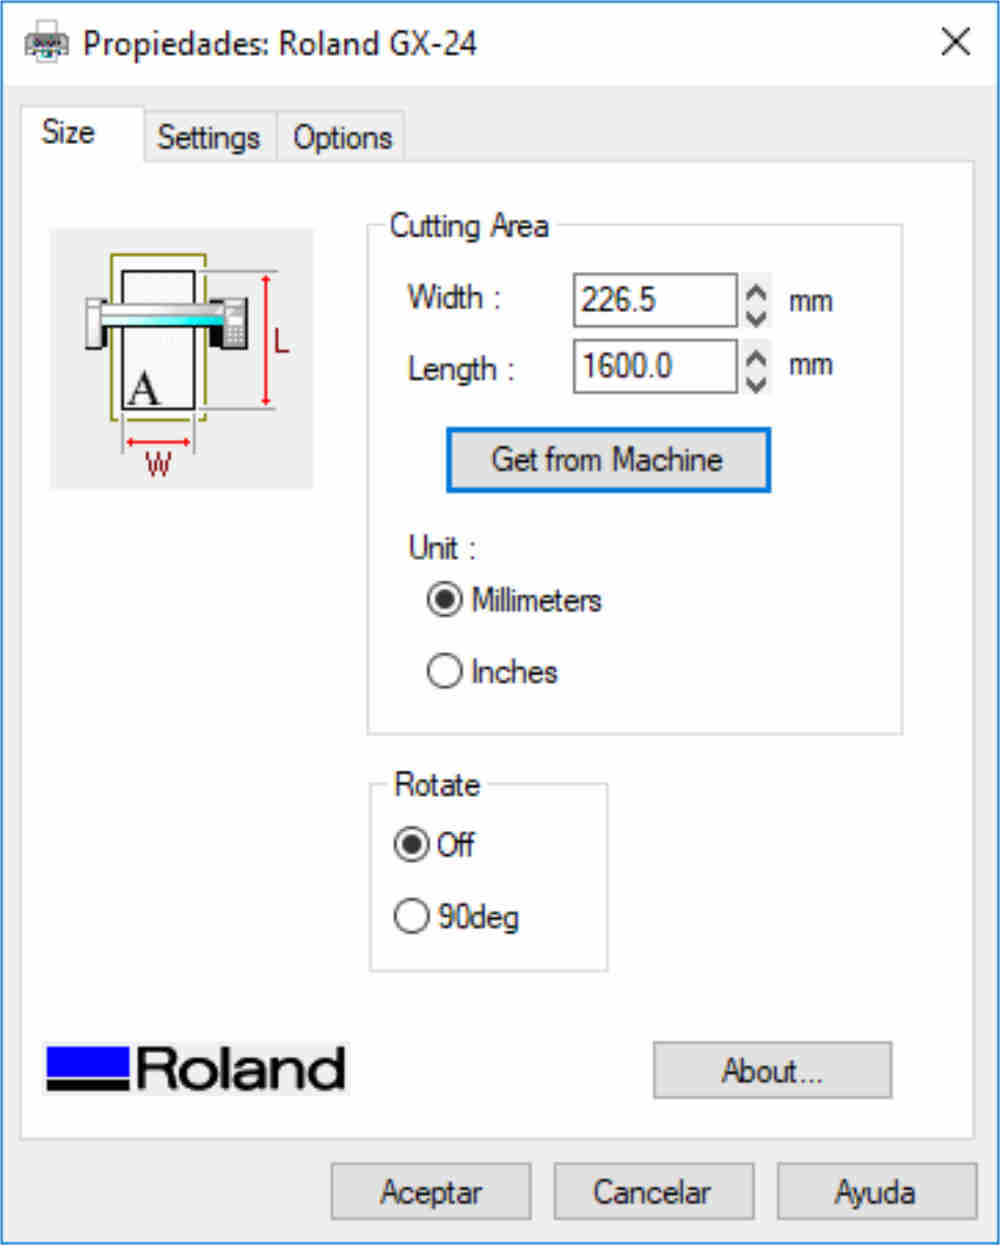 Propiedades: Roland GX-24
Size Settings Options
Cutting Area
Width : 226.5 mm
Length : 1600.0 mm
Get from Machine
Unit :
Millimeters
Inches
L
A
W
Rotate
Off
90deg
Roland
About...
Aceptar Cancelar Ayuda